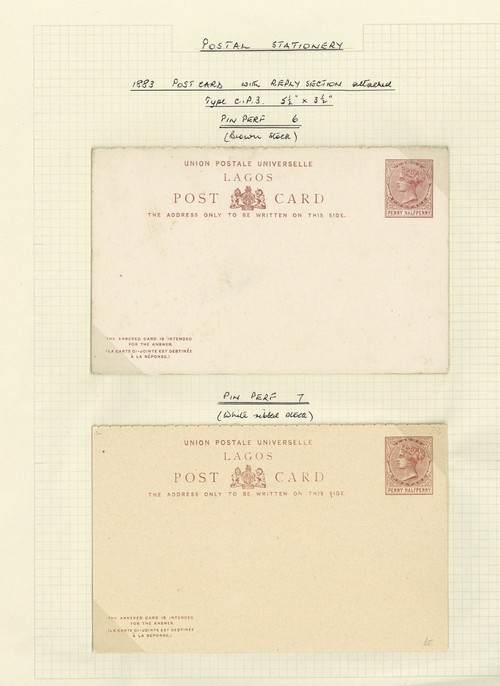 POSTAL STATIONERY
1883 POST CARD with REPLY SECTION attached
Type C.P.3. 5½" x 3½"
PIN PERF 6
(Brown stock)
UNION POSTALE UNIVERSELLE
LAGOS
POST CARD
THE ADDRESS ONLY TO BE WRITTEN ON THIS SIDE.
PENNY HALFPENNY
THE ANNEXED CARD IS INTENDED
FOR THE ANSWER.
(LA CARTE CI-JOINTE EST DESTINÉE
À LA RÉPONSE.)
PIN PERF 7
(White ribbed stock)
UNION POSTALE UNIVERSELLE
LAGOS
POST CARD
THE ADDRESS ONLY TO BE WRITTEN ON THIS SIDE.
PENNY HALFPENNY
THE ANNEXED CARD IS INTENDED
FOR THE ANSWER.
(LA CARTE CI-JOINTE EST DESTINÉE
À LA RÉPONSE.)